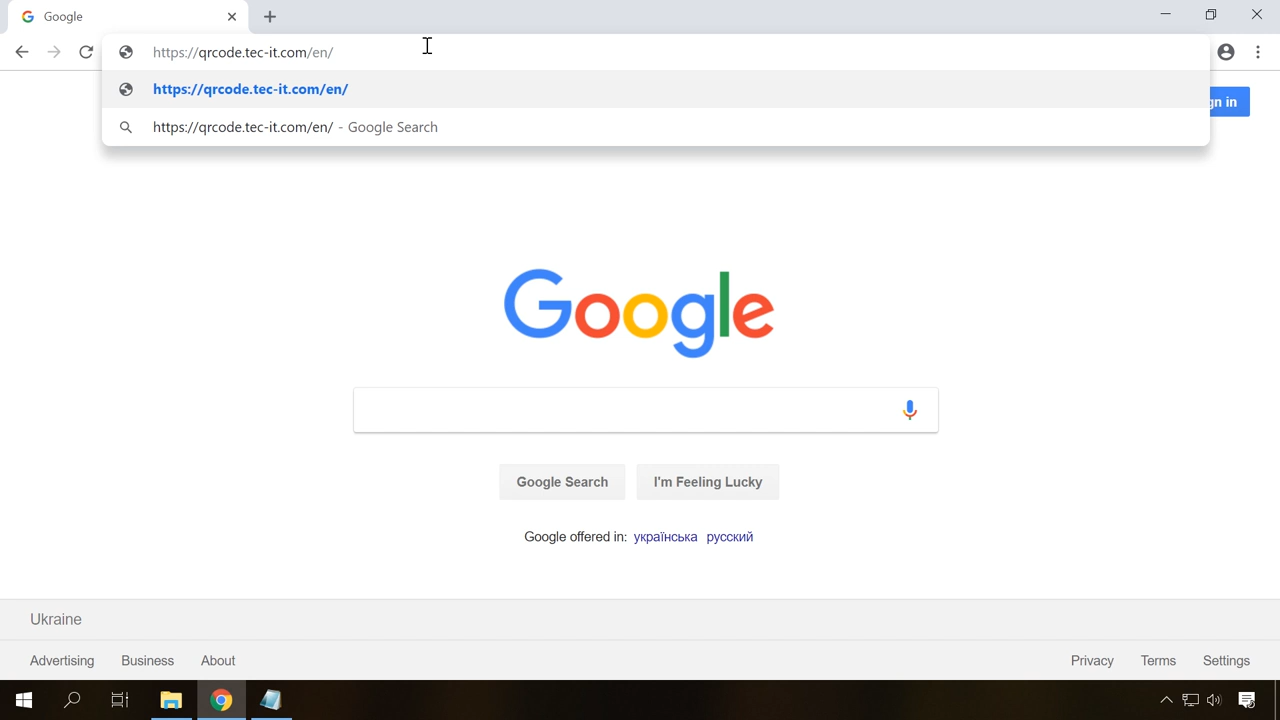 Google
https://qrcode.tec-it.com/en/
https://qrcode.tec-it.com/en/
https://qrcode.tec-it.com/en/ - Google Search
gn in
Google
Google Search
I'm Feeling Lucky
Google offered in: українська русский
Ukraine
Advertising
Business
About
Privacy
Terms
Settings